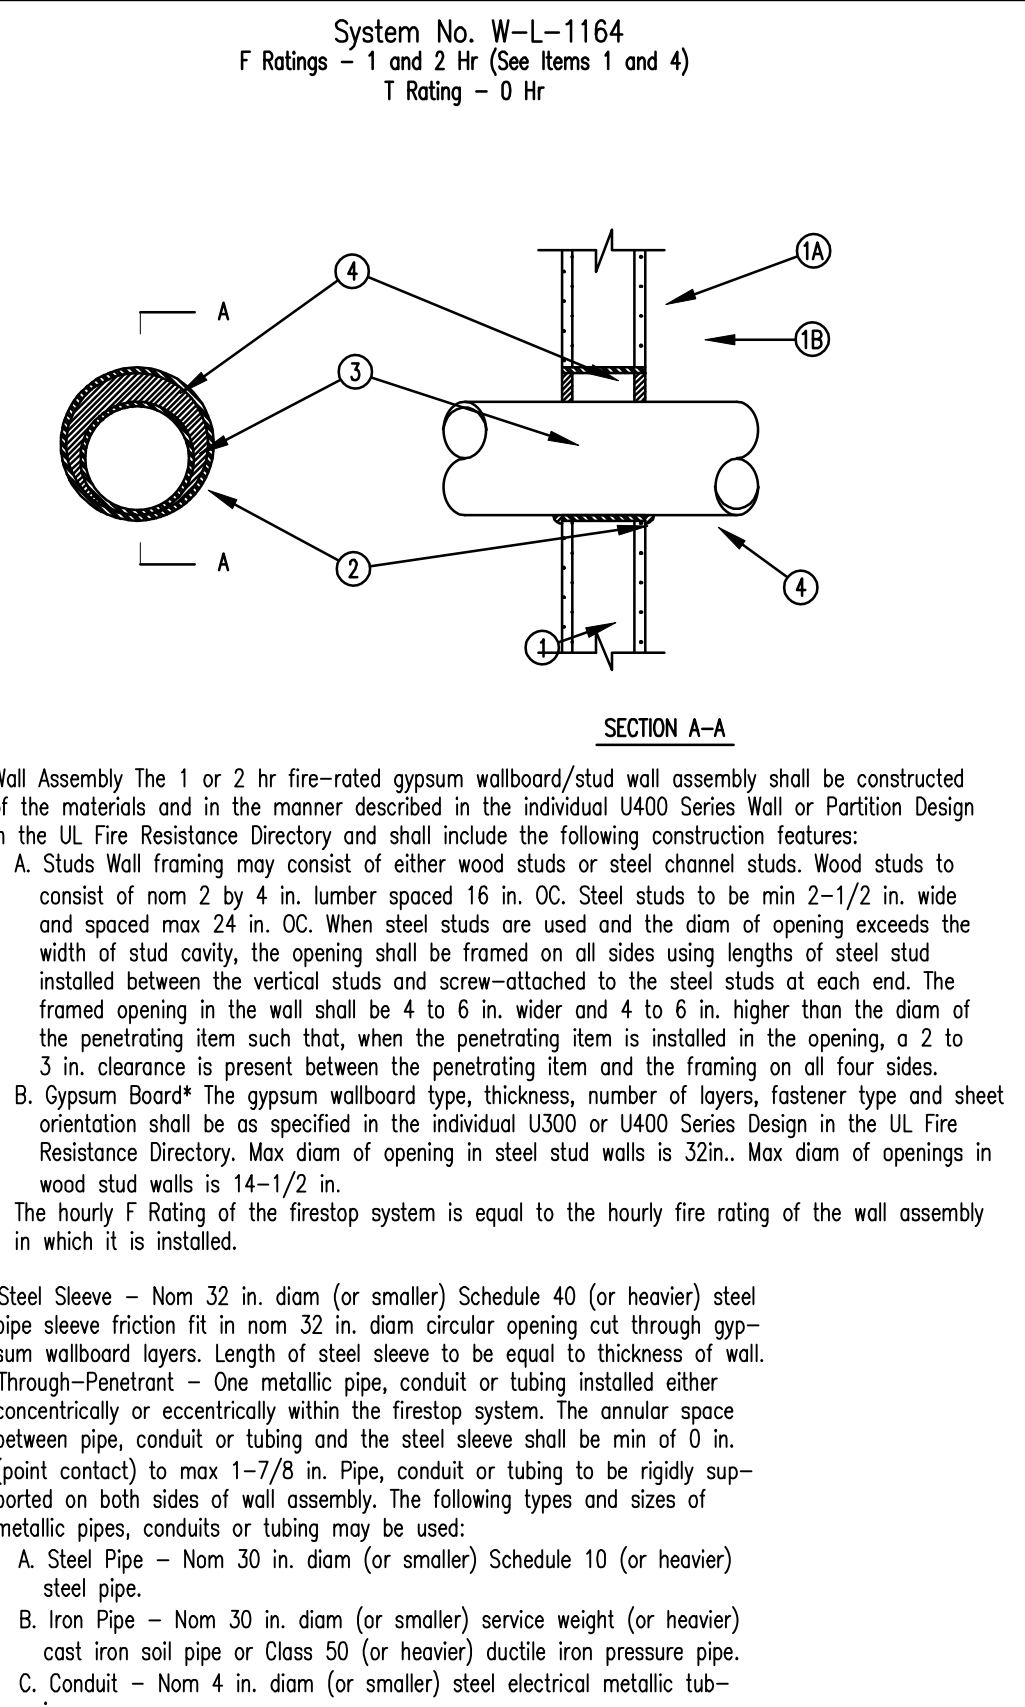 System No. W-L-1164
F Ratings - 1 and 2 Hr (See Items 1 and 4)
T Rating - 0 Hr
1A
4
A
1B
3
A
2
4
1
SECTION A-A
Wall Assembly The 1 or 2 hr fire-rated gypsum wallboard/stud wall assembly shall be constructed
of the materials and in the manner described in the individual U400 Series Wall or Partition Design
in the UL Fire Resistance Directory and shall include the following construction features:
A. Studs Wall framing may consist of either wood studs or steel channel studs. Wood studs to
consist of nom 2 by 4 in. lumber spaced 16 in. OC. Steel studs to be min 2-1/2 in. wide
and spaced max 24 in. OC. When steel studs are used and the diam of opening exceeds the
width of stud cavity, the opening shall be framed on all sides using lengths of steel stud
installed between the vertical studs and screw-attached to the steel studs at each end. The
framed opening in the wall shall be 4 to 6 in. wider and 4 to 6 in. higher than the diam of
the penetrating item such that, when the penetrating item is installed in the opening, a 2 to
3 in. clearance is present between the penetrating item and the framing on all four sides.
B. Gypsum Board* The gypsum wallboard type, thickness, number of layers, fastener type and sheet
orientation shall be as specified in the individual U300 or U400 Series Design in the UL Fire
Resistance Directory. Max diam of opening in steel stud walls is 32in.. Max diam of openings in
wood stud walls is 14-1/2 in.
The hourly F Rating of the firestop system is equal to the hourly fire rating of the wall assembly
in which it is installed.
Steel Sleeve - Nom 32 in. diam (or smaller) Schedule 40 (or heavier) steel
pipe sleeve friction fit in nom 32 in. diam circular opening cut through gyp-
sum wallboard layers. Length of steel sleeve to be equal to thickness of wall.
Through-Penetrant - One metallic pipe, conduit or tubing installed either
concentrically or eccentrically within the firestop system. The annular space
between pipe, conduit or tubing and the steel sleeve shall be min of 0 in.
(point contact) to max 1-7/8 in. Pipe, conduit or tubing to be rigidly sup-
ported on both sides of wall assembly. The following types and sizes of
metallic pipes, conduits or tubing may be used:
A. Steel Pipe - Nom 30 in. diam (or smaller) Schedule 10 (or heavier)
steel pipe.
B. Iron Pipe - Nom 30 in. diam (or smaller) service weight (or heavier)
cast iron soil pipe or Class 50 (or heavier) ductile iron pressure pipe.
C. Conduit - Nom 4 in. diam (or smaller) steel electrical metallic tub-